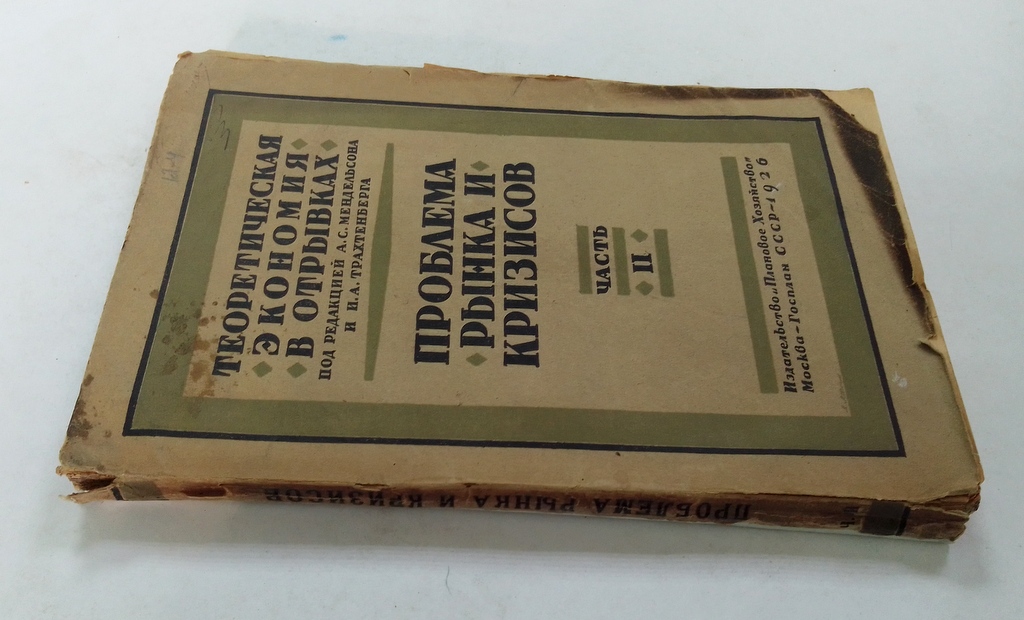 ТЕОРЕТИЧЕСКАЯ
ЭКОНОМИЯ
В ОТРЫВКАХ
ПОД РЕДАКЦИЕЙ А.С. МЕНДЕЛЬСОНА
И И.А. ТРАХТЕНБЕРГА
ПРОБЛЕМА
РЫНКА И
КРИЗИСОВ
ЧАСТЬ
II
Издательство „Плановое Хозяйство"
Москва - Госплан СССР - 1926
ПРОБЛЕМА РЫНКА И КРИЗИСОВ